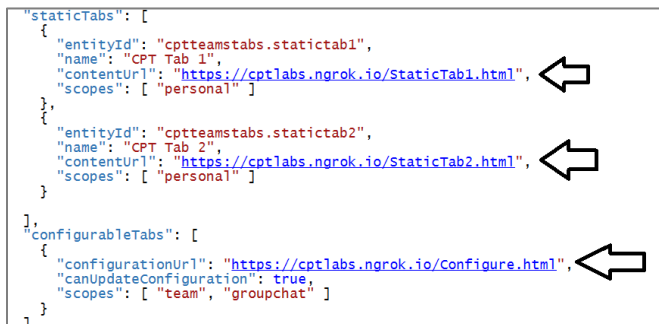 "staticTabs": [
{
"entityId": "cptteamstabs.statictab1",
"name": "CPT Tab 1",
"contentUrl": "https://cptlabs.ngrok.io/StaticTab1.html",
"scopes": [ "personal" ]
},
{
"entityId": "cptteamstabs.statictab2",
"name": "CPT Tab 2",
"contentUrl": "https://cptlabs.ngrok.io/StaticTab2.html",
"scopes": [ "personal" ]
}
],
"configurableTabs": [
{
"configurationUrl": "https://cptlabs.ngrok.io/Configure.html",
"canUpdateConfiguration": true,
"scopes": [ "team", "groupchat" ]
}
]